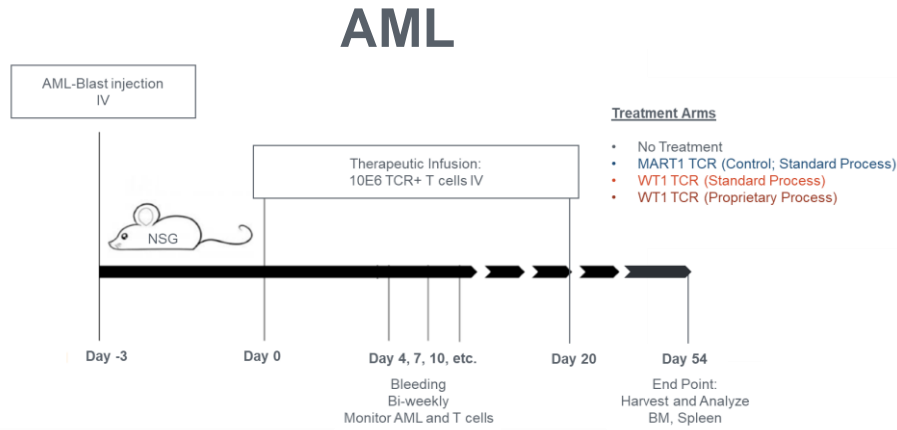 AML
AML-Blast injection
IV
Therapeutic Infusion:
10E6 TCR+ T cells IV
Treatment Arms
• No Treatment
• MART1 TCR (Control; Standard Process)
• WT1 TCR (Standard Process)
• WT1 TCR (Proprietary Process)
NSG
Day -3
Day 0
Day 4, 7, 10, etc.
Bleeding
Bi-weekly
Monitor AML and T cells
Day 20
Day 54
End Point:
Harvest and Analyze
BM, Spleen